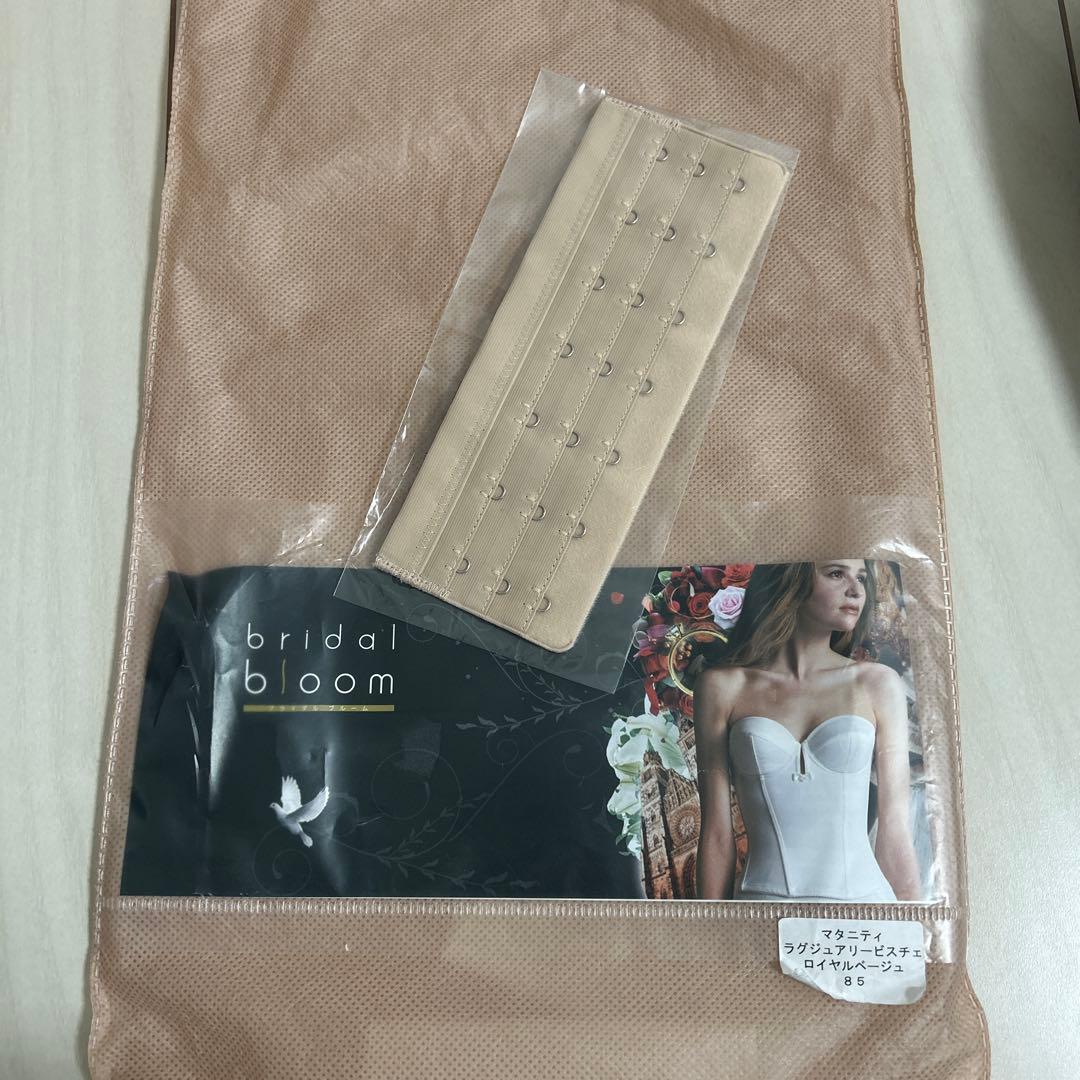 bridal
bloom
ブライダル ブルーム
マタニティ
ラグジュアリービスチェ
ロイヤルベージュ
85